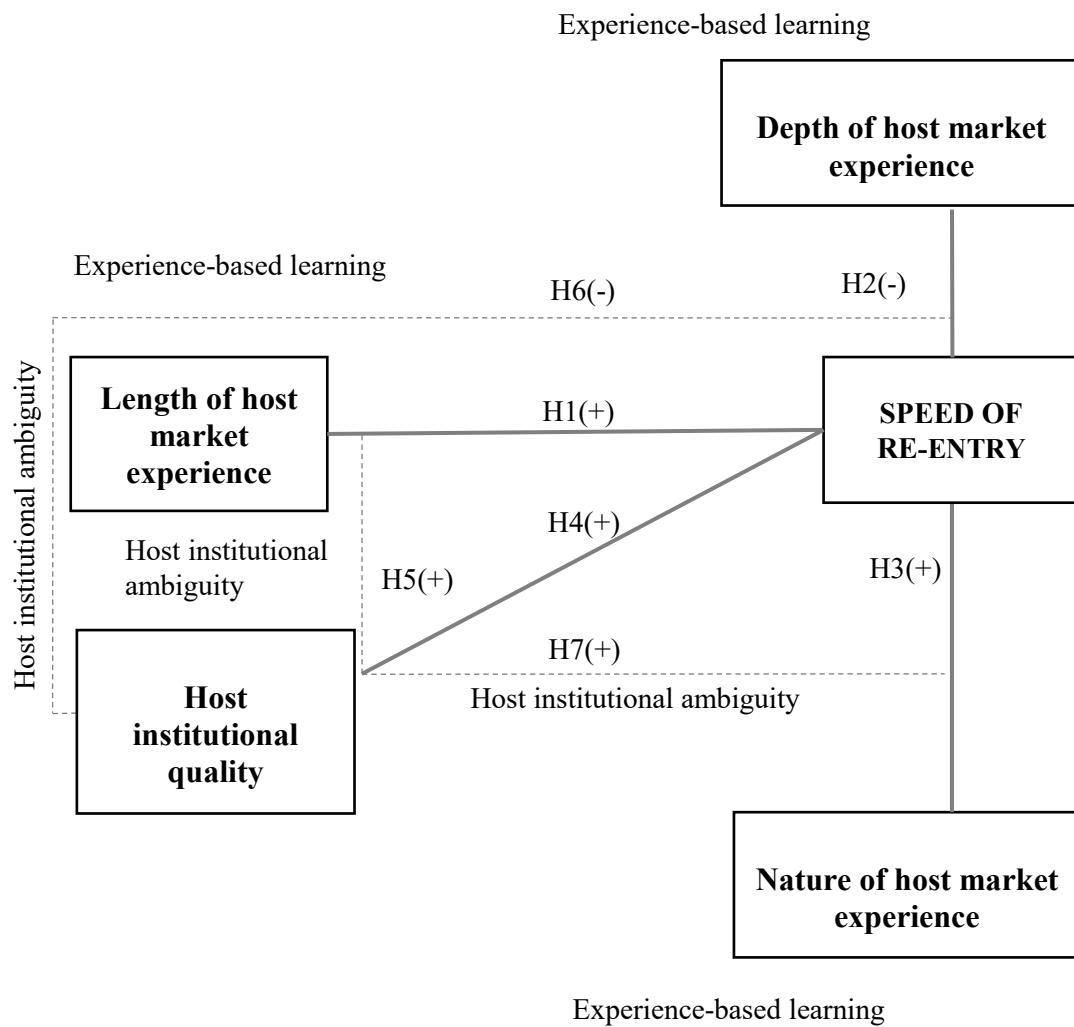 Experience-based learning
Depth of host market
experience
Experience-based learning
H6(-)
H2(-)
Host institutional ambiguity
Length of host
market
experience
H1(+)
SPEED OF
RE-ENTRY
H4(+)
Host institutional
ambiguity
H5(+)
H3(+)
H7(+)
Host institutional ambiguity
Host
institutional
quality
Nature of host market
experience
Experience-based learning